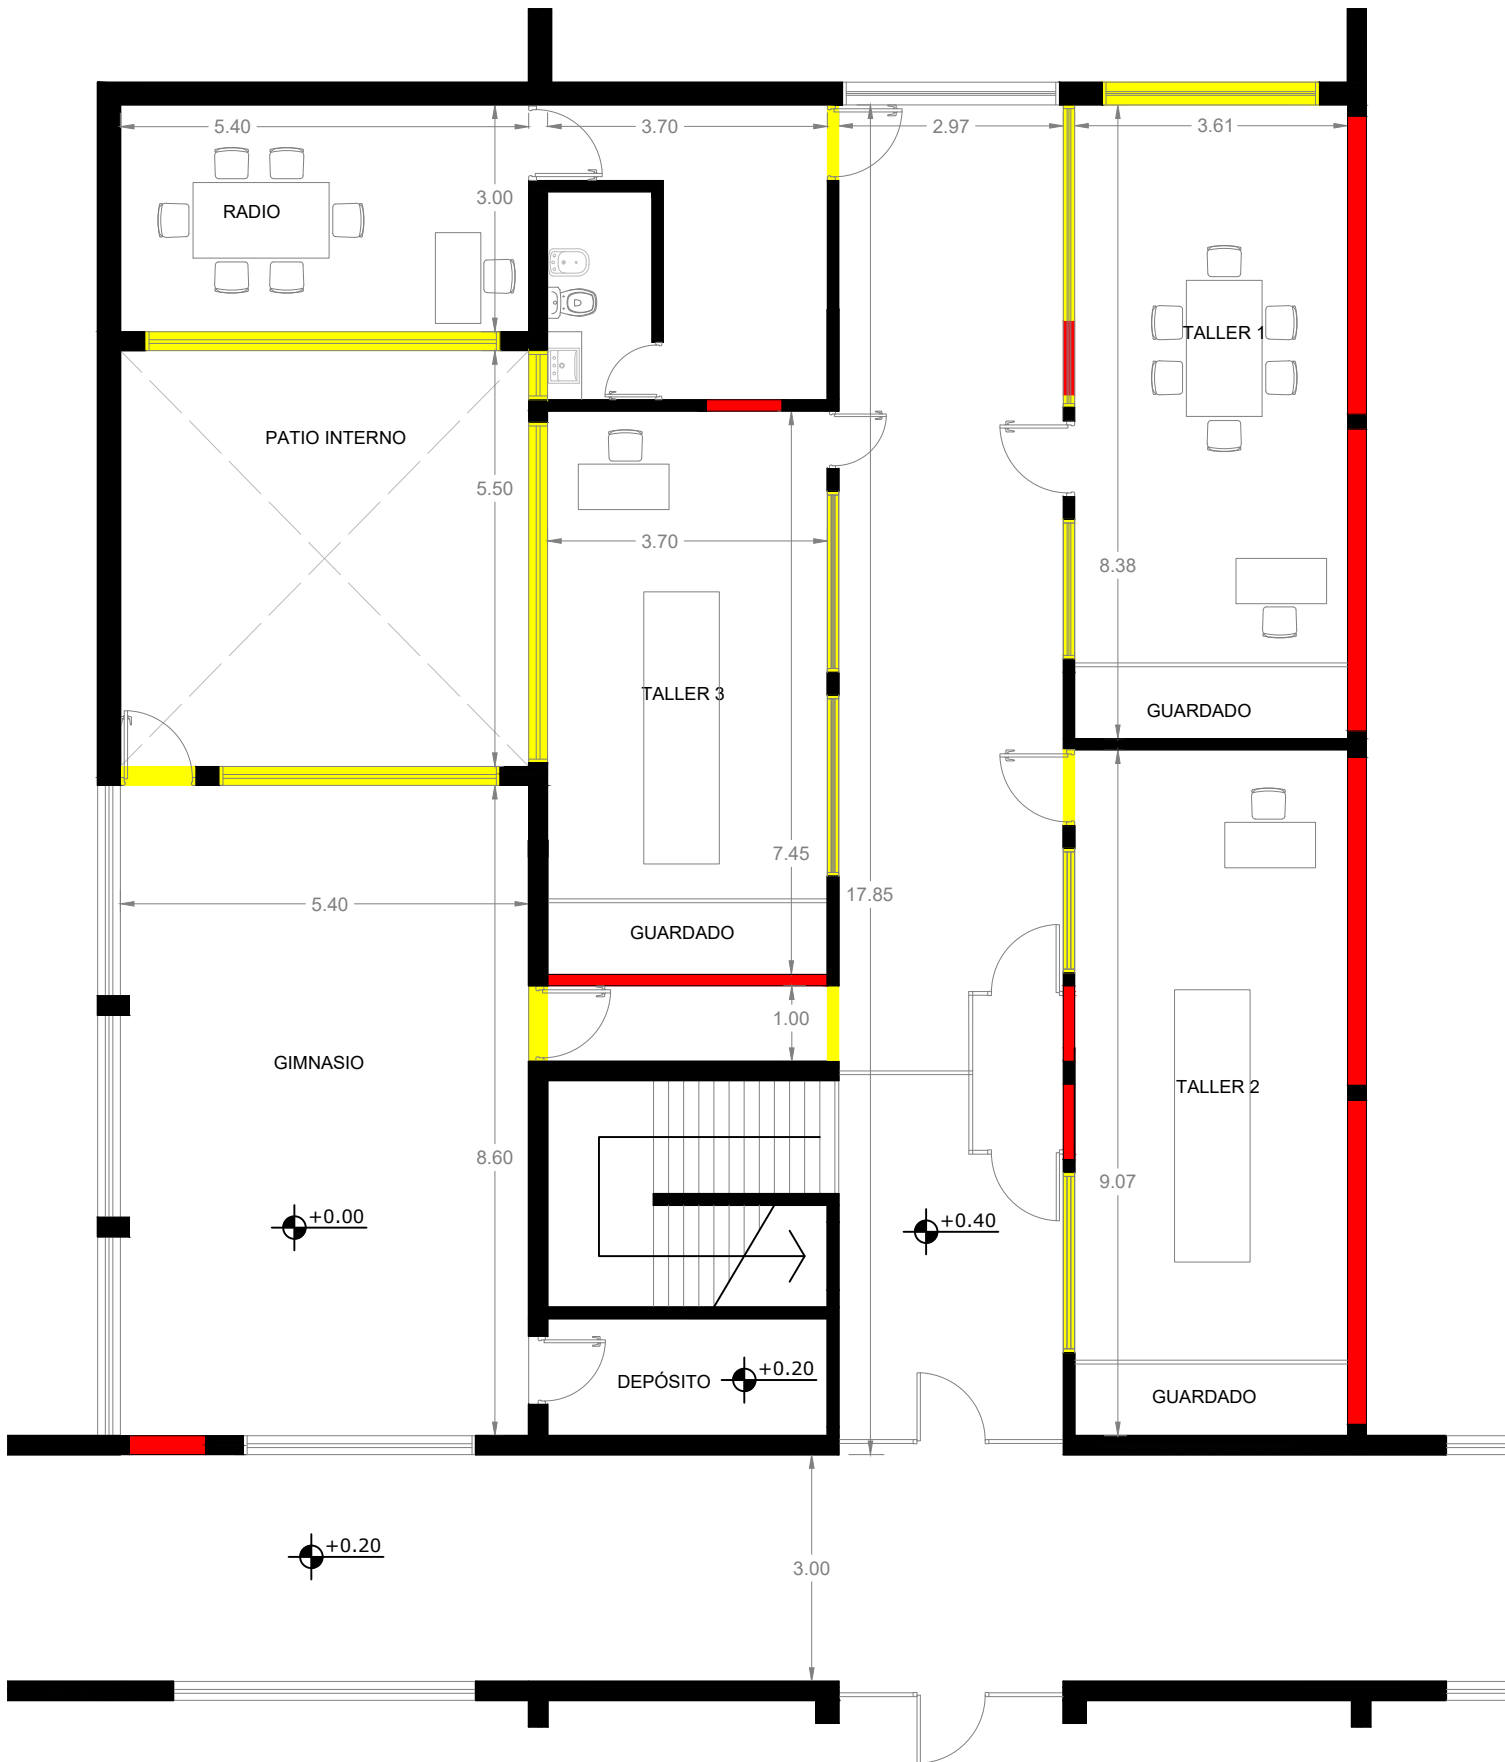 5.40
3.70
2.97
3.61
3.00
RADIO
TALLER 1
PATIO INTERNO
5.50
3.70
8.38
TALLER 3
GUARDADO
7.45
17.85
5.40
GUARDADO
1.00
GIMNASIO
TALLER 2
8.60
9.07
+0.00
+0.40
DEPÓSITO
+0.20
GUARDADO
+0.20
3.00